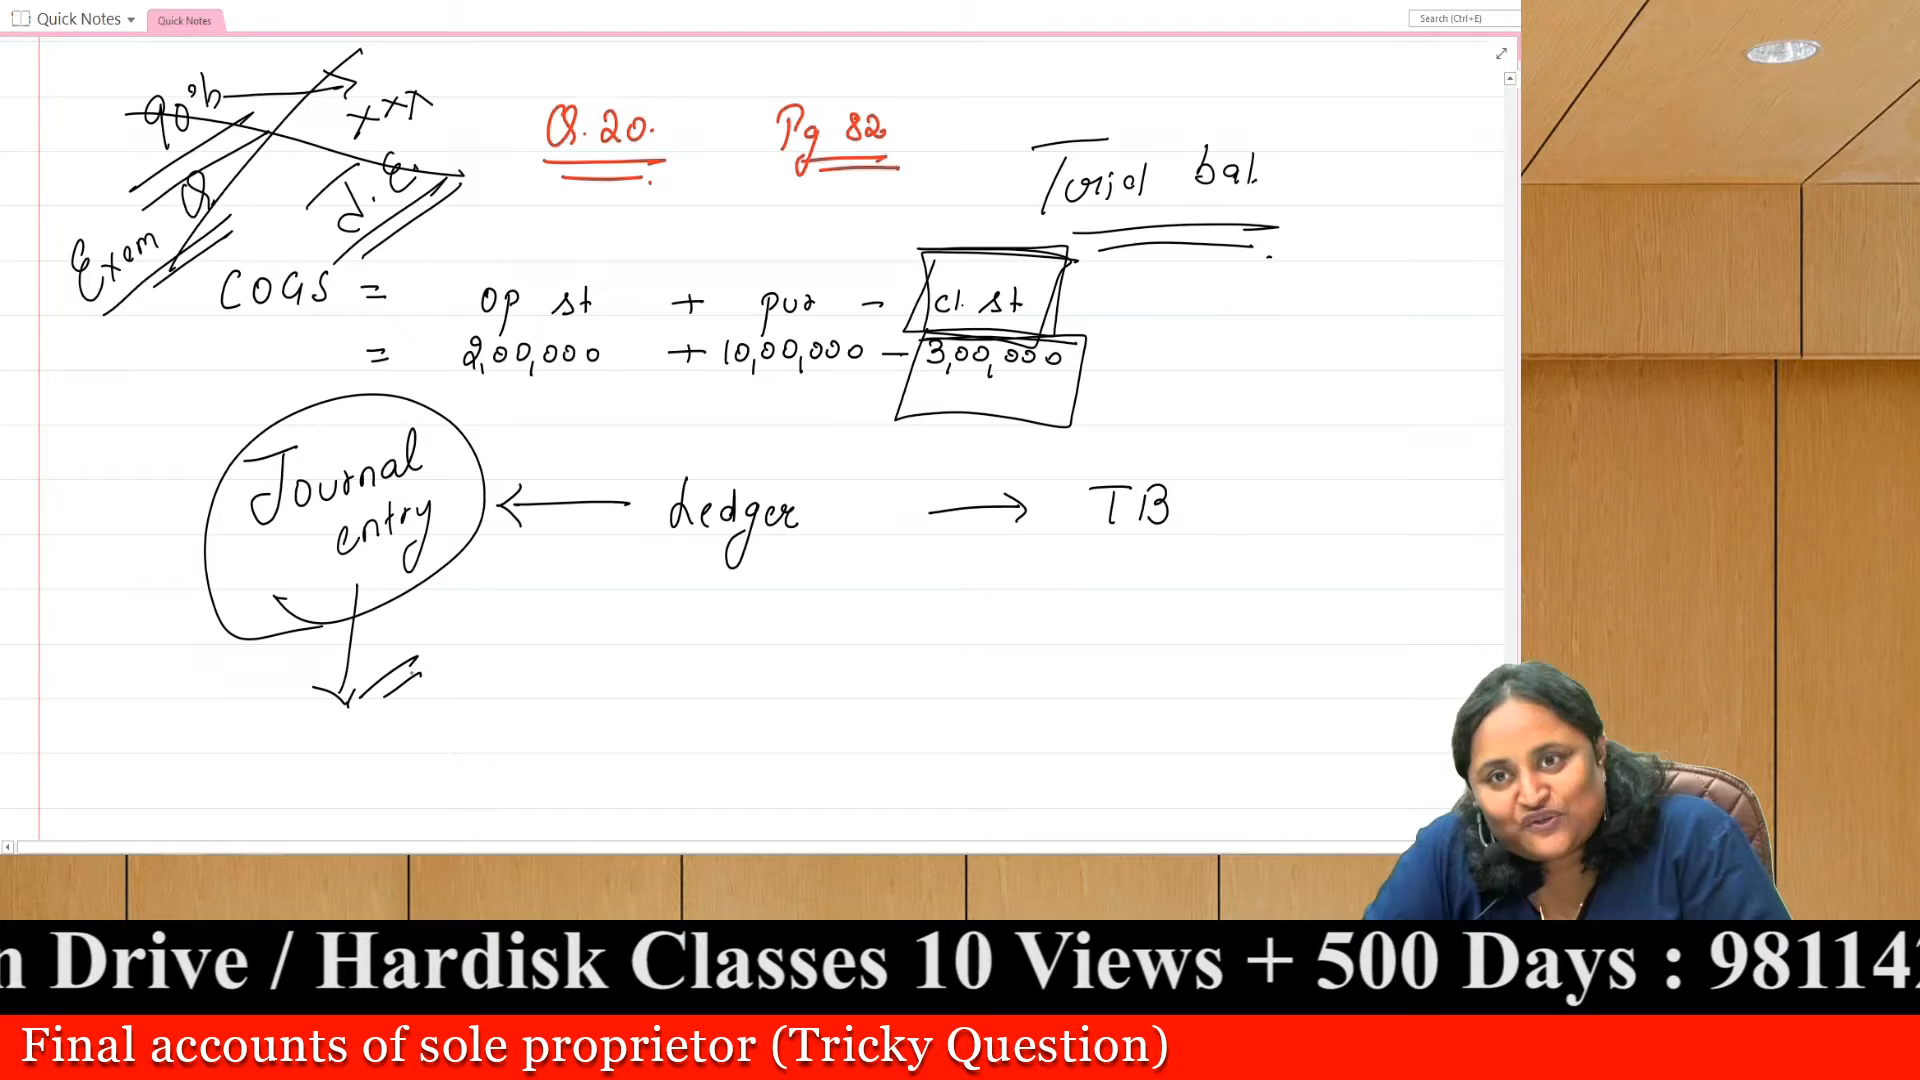 Quick Notes
Quick Notes
Search (Ctrl+E)
90%
xxx
Q. 20.
Pg 82
Torial bal.
Q
J.E
Exam
COGS = Op st + pur - cl. st
= 2,00,000 + 10,00,000 - 3,00,000
Journal entry
Ledger
TB
n Drive / Hardisk Classes 10 Views + 500 Days : 98114
Final accounts of sole proprietor (Tricky Question)